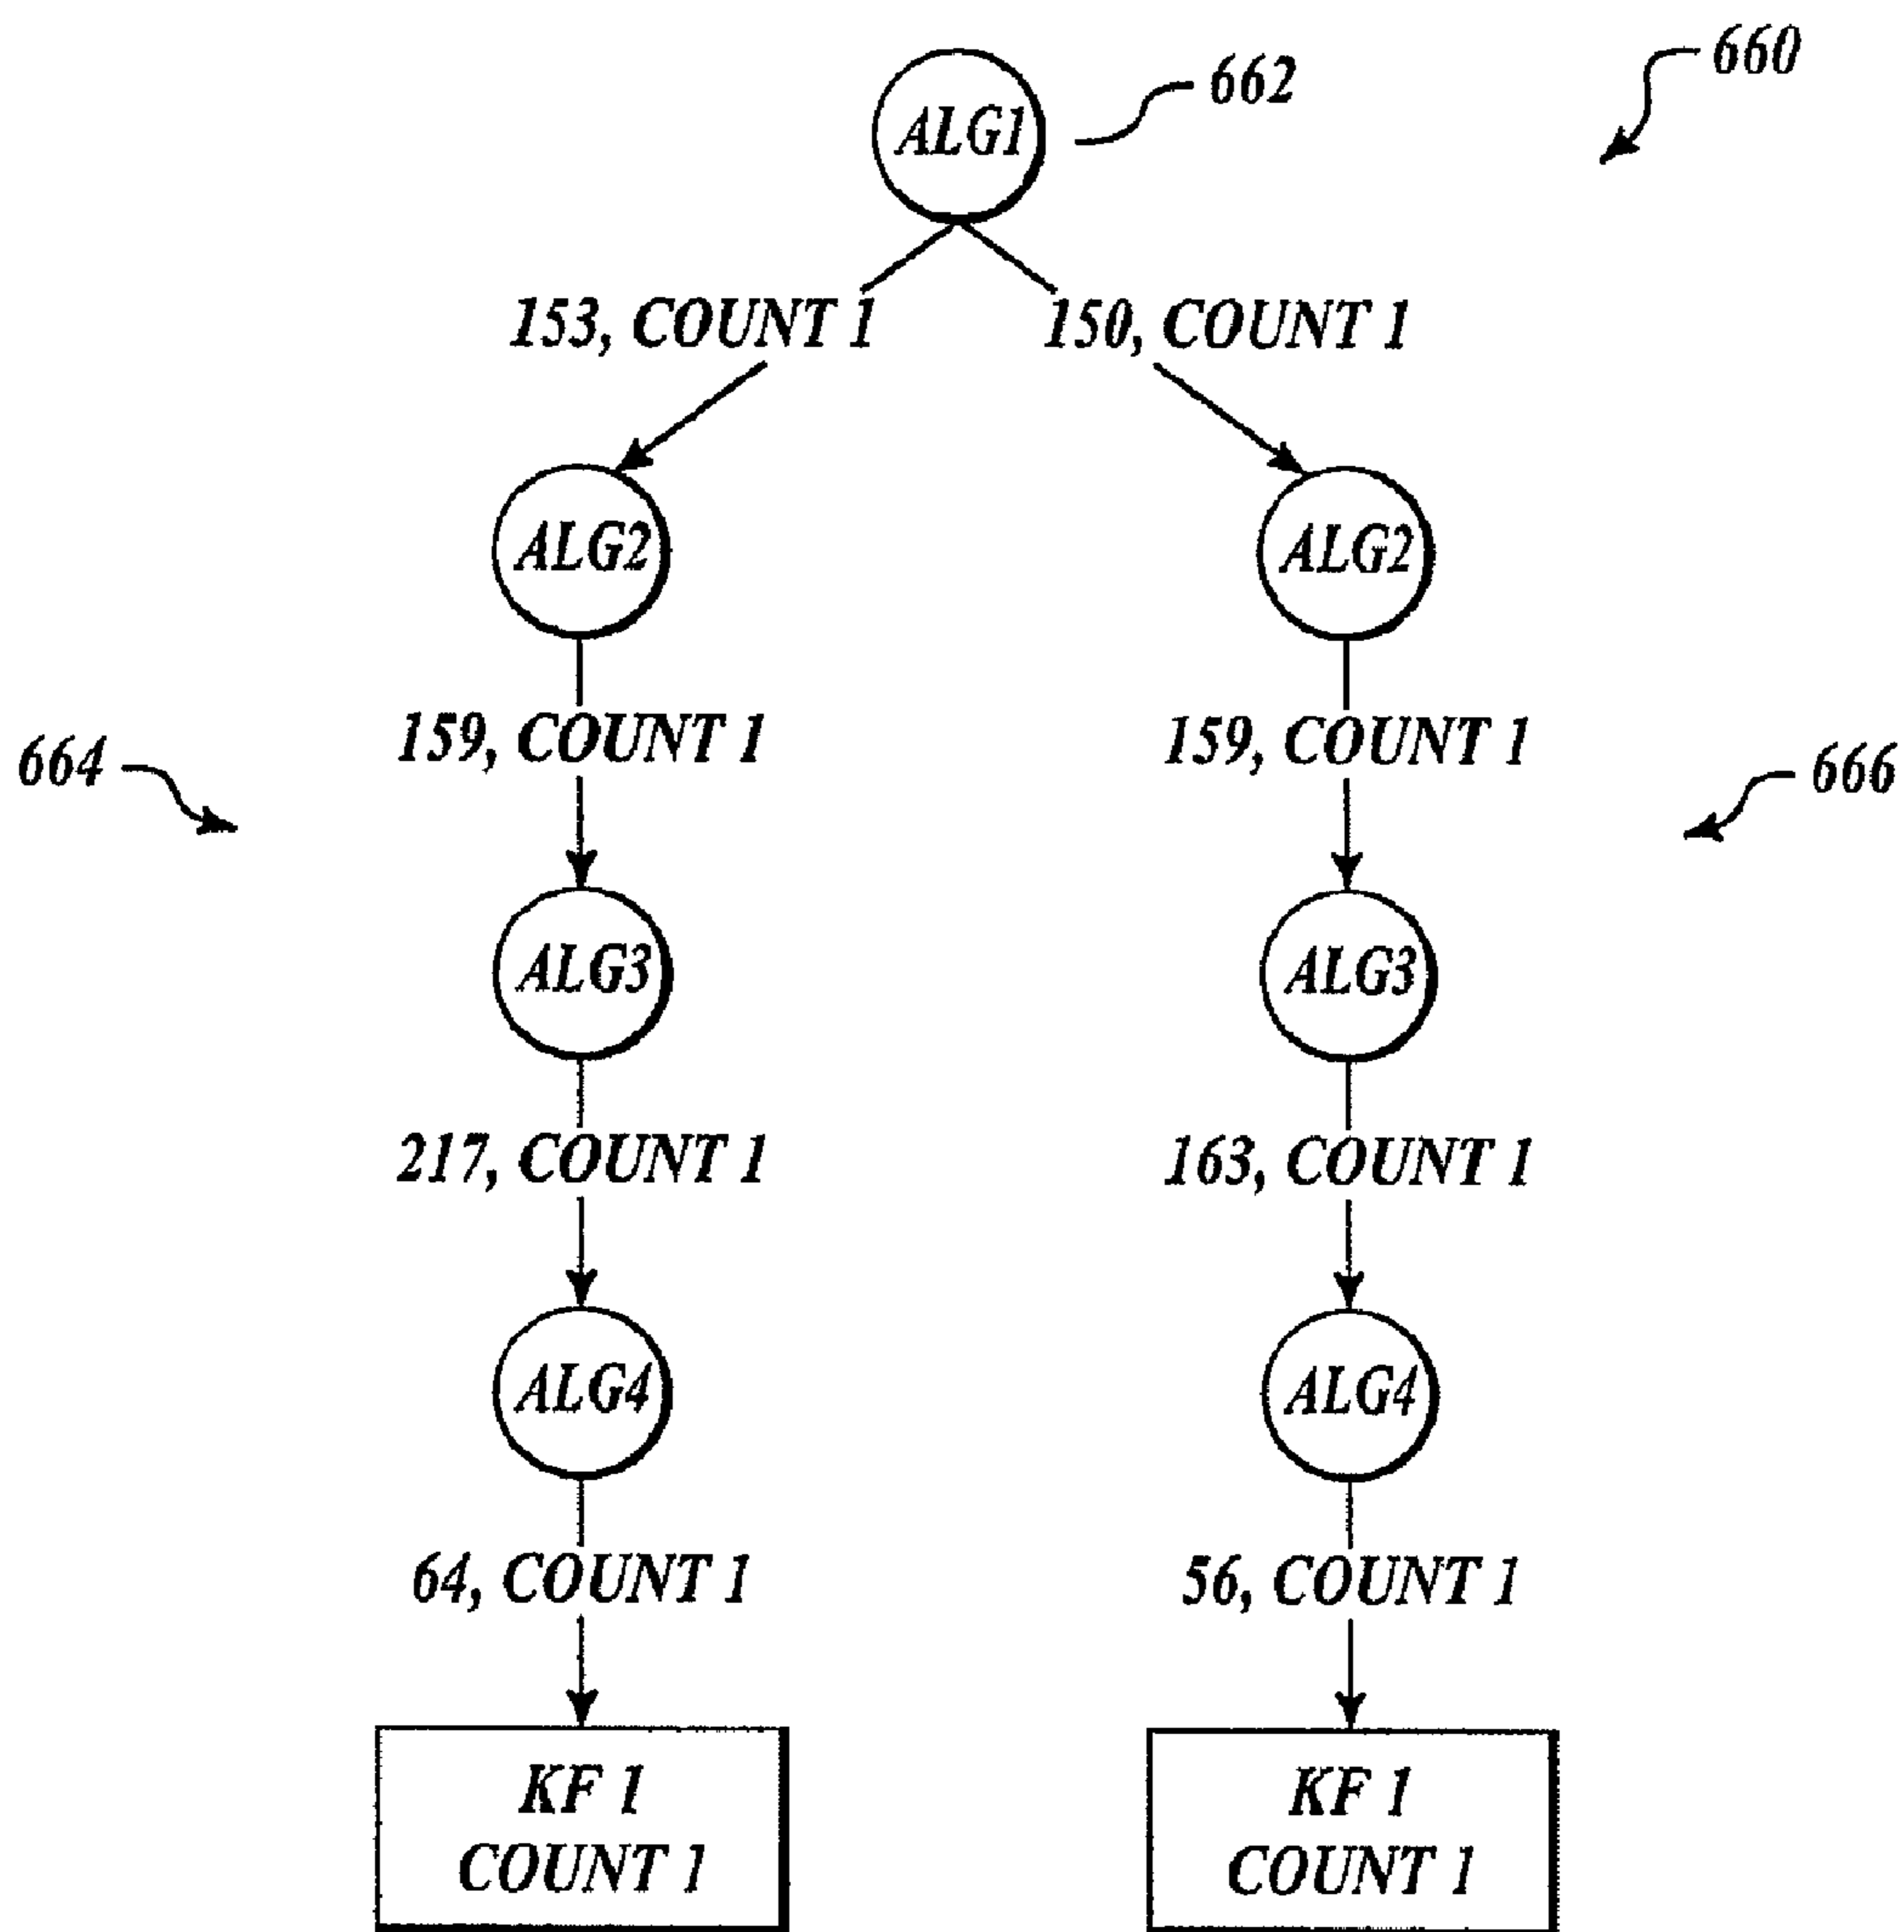 660
662
ALG1
153, COUNT 1
150, COUNT 1
ALG2
ALG2
159, COUNT 1
159, COUNT 1
664
666
ALG3
ALG3
217, COUNT 1
163, COUNT 1
ALG4
ALG4
64, COUNT 1
56, COUNT 1
KF 1
COUNT 1
KF 1
COUNT 1